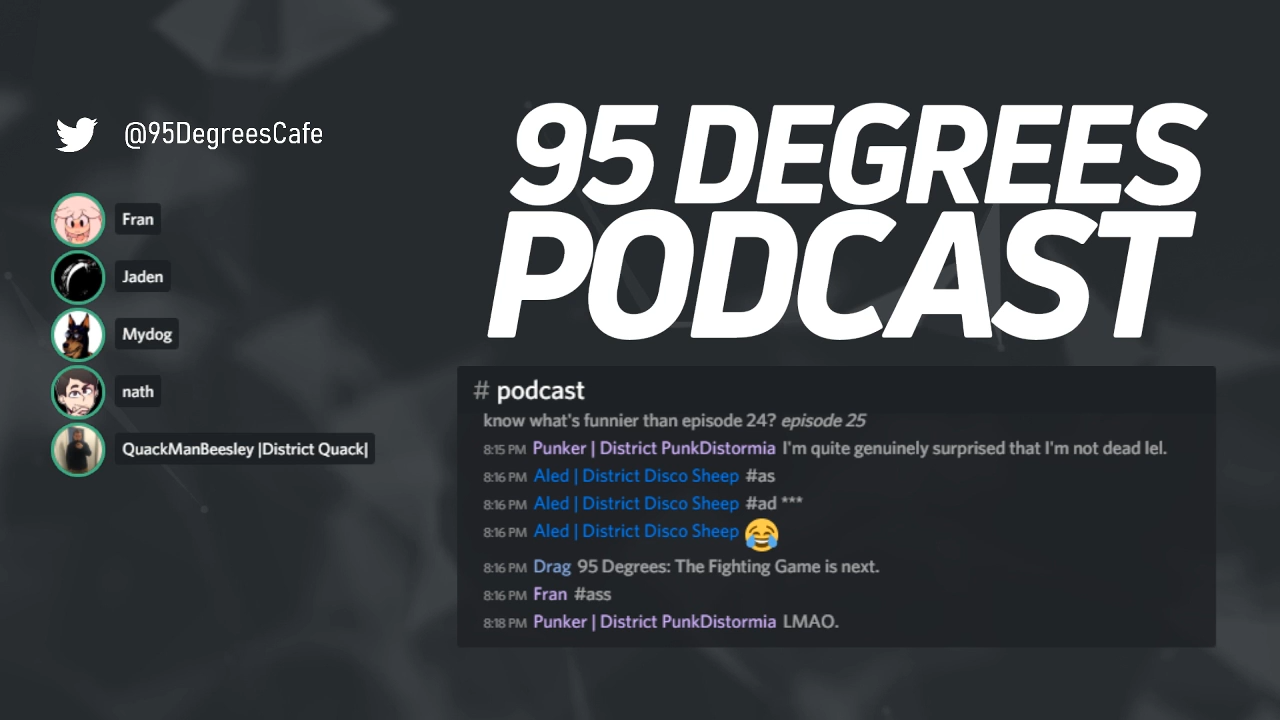 @95DegreesCafe
Fran
Jaden
Mydog
nath
QuackManBeesley |District Quack|
95 DEGREES
PODCAST
# podcast
know what's funnier than episode 24? episode 25
8:15 PM Punker | District PunkDistormia I'm quite genuinely surprised that I'm not dead lel.
8:16 PM Aled | District Disco Sheep #as
8:16 PM Aled | District Disco Sheep #ad ***
8:16 PM Aled | District Disco Sheep 😂
8:16 PM Drag 95 Degrees: The Fighting Game is next.
8:16 PM Fran #ass
8:18 PM Punker | District PunkDistormia LMAO.